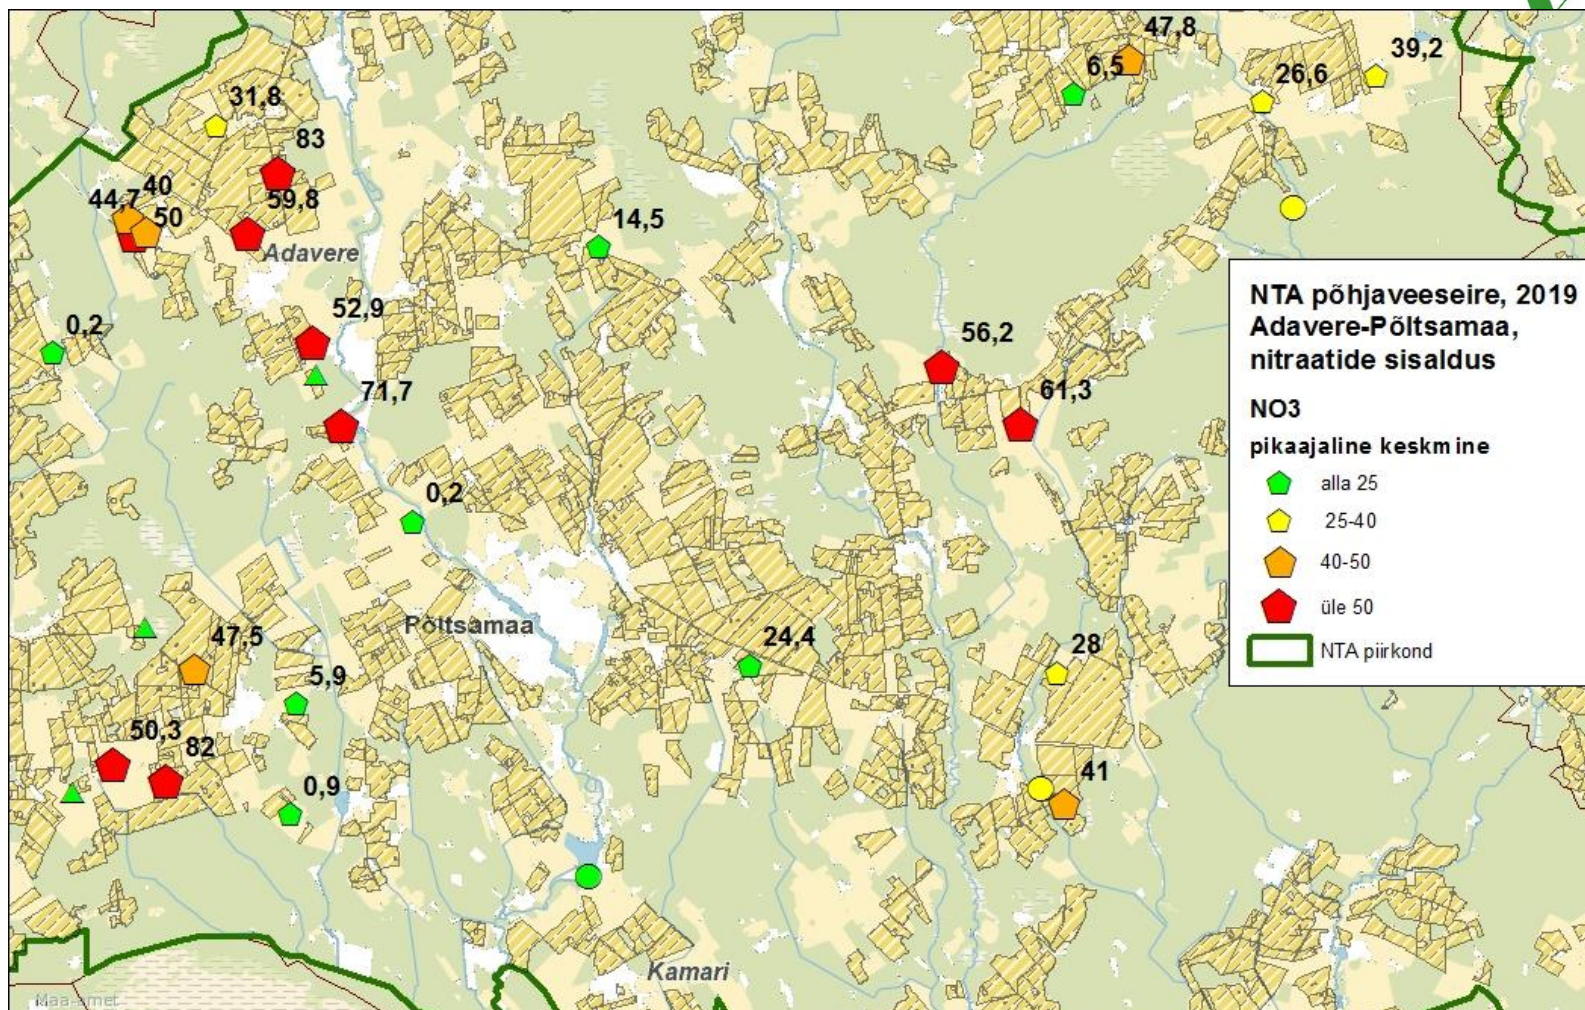 47,8
39,2
6,5
26,6
31,8
83
40
44,7
59,8
50
14,5
Adavere
52,9
0,2
56,2
71,7
61,3
0,2
Põltsamaa
24,4
28
47,5
5,9
50,3
82
41
0,9
Kamari
Maa-amet
NTA põhjaveeseire, 2019
Adavere-Põltsamaa,
nitraatide sisaldus
NO3
pikaajaline keskmine
alla 25
25-40
40-50
üle 50
NTA piirkond